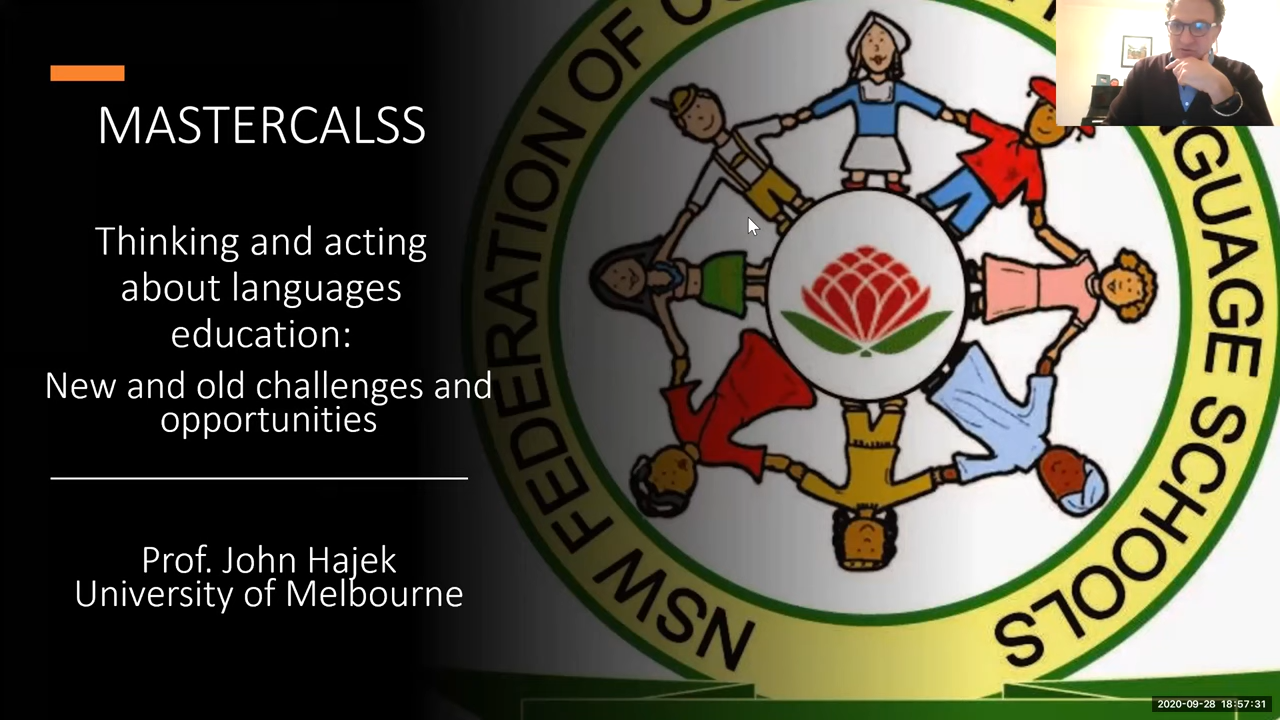 MASTERCALSS
Thinking and acting
about languages
education:
New and old challenges and
opportunities
Prof. John Hajek
University of Melbourne
NSW FEDERATION OF
SCHOOLS
2020-09-28 18:57:31